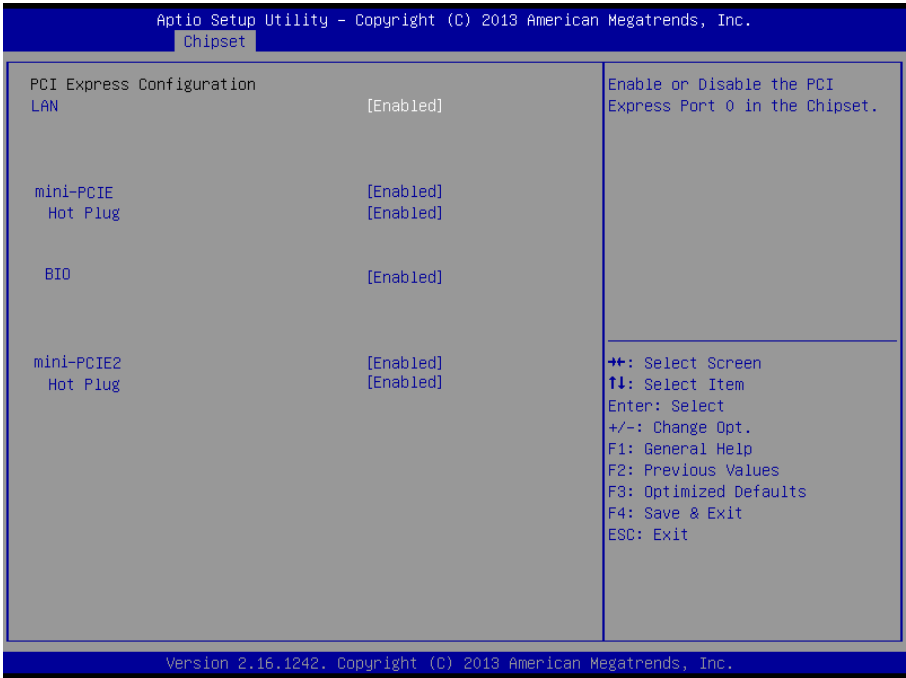 Aptio Setup Utility – Copyright (C) 2013 American Megatrends, Inc.
Chipset
PCI Express Configuration
LAN [Enabled]
mini-PCIE [Enabled]
Hot Plug [Enabled]
BIO [Enabled]
mini-PCIE2 [Enabled]
Hot Plug [Enabled]
Enable or Disable the PCI
Express Port 0 in the Chipset.
→←: Select Screen
↑↓: Select Item
Enter: Select
+/-: Change Opt.
F1: General Help
F2: Previous Values
F3: Optimized Defaults
F4: Save & Exit
ESC: Exit
Version 2.16.1242. Copyright (C) 2013 American Megatrends, Inc.